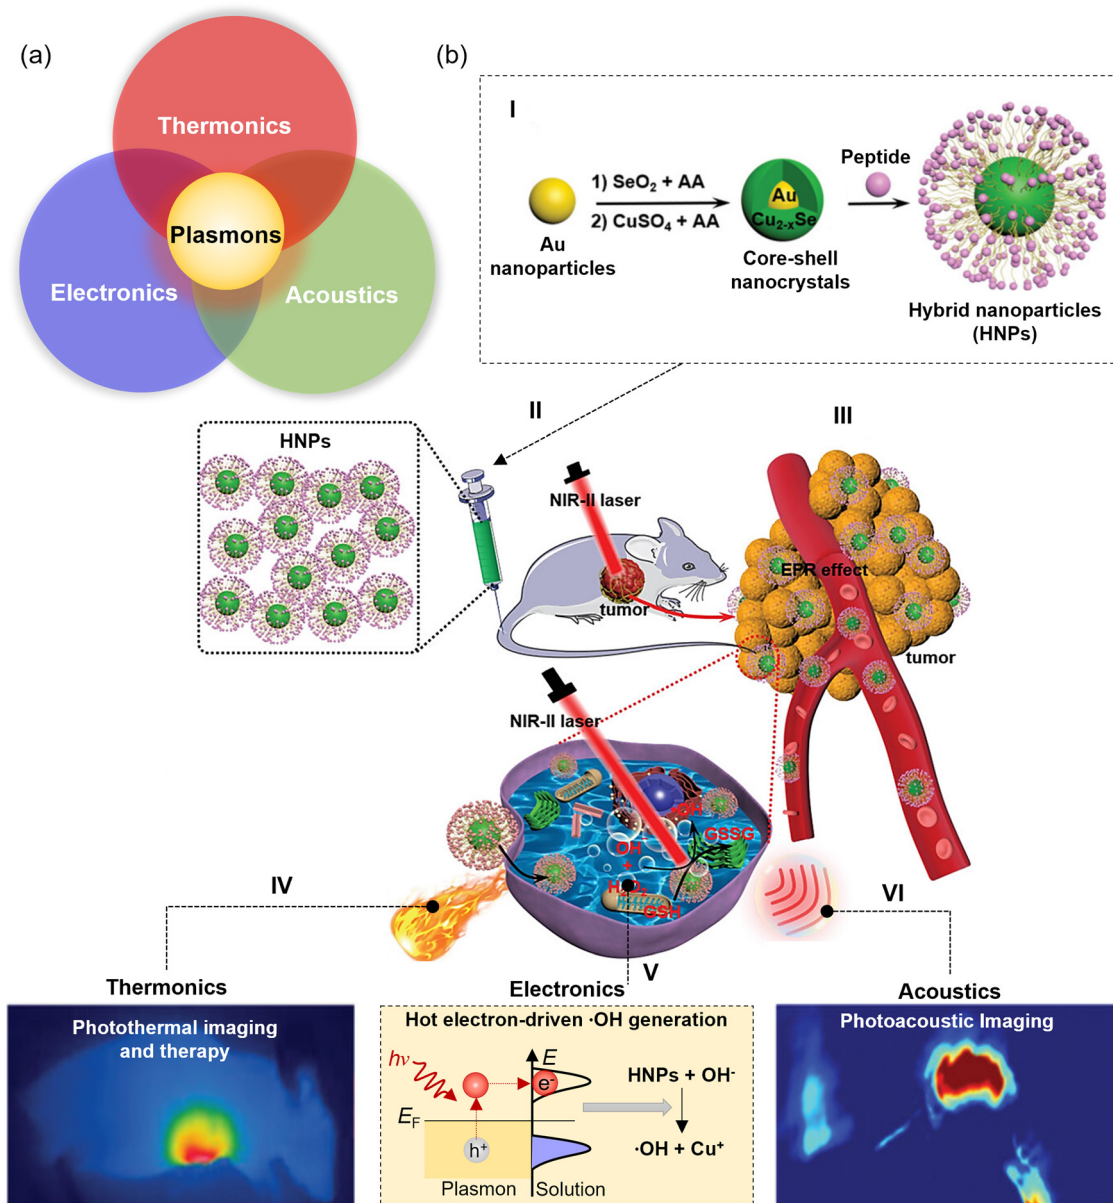 (a)
Thermonics
Plasmons
Electronics
Acoustics
(b)
I
1) SeO₂ + AA
2) CuSO₄ + AA
Au
nanoparticles
Au
Cu₂₋ₓSe
Core-shell
nanocrystals
Peptide
Hybrid nanoparticles
(HNPs)
II
HNPs
NIR-II laser
tumor
III
EPR effect
tumor
NIR-II laser
·OH
GSSG
OH
+
H₂O₂
GSH
IV
V
VI
Thermonics
Photothermal imaging
and therapy
Electronics
Hot electron-driven ·OH generation
hν
E
e⁻
E_F
h⁺
Plasmon
Solution
HNPs + OH⁻
·OH + Cu⁺
Acoustics
Photoacoustic Imaging